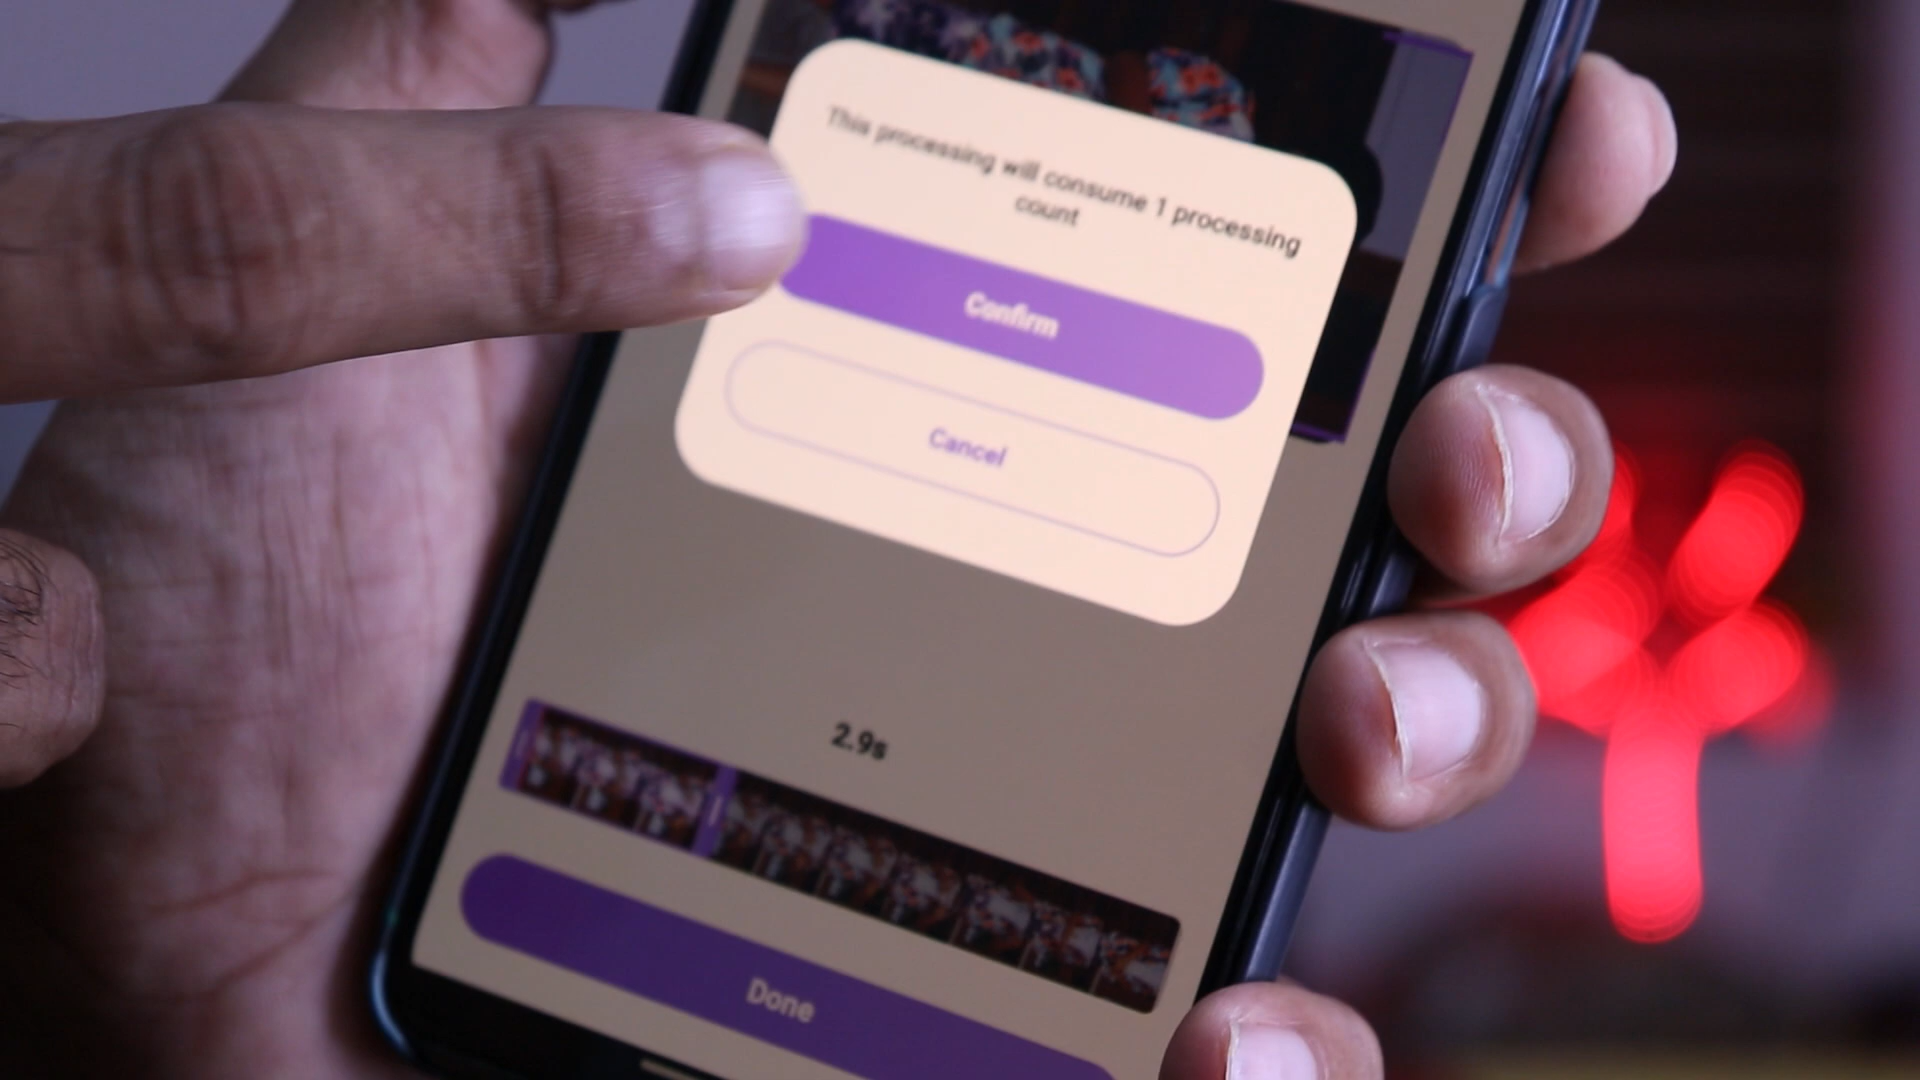 This processing will consume 1 processing
count
Confirm
Cancel
2.9s
Done